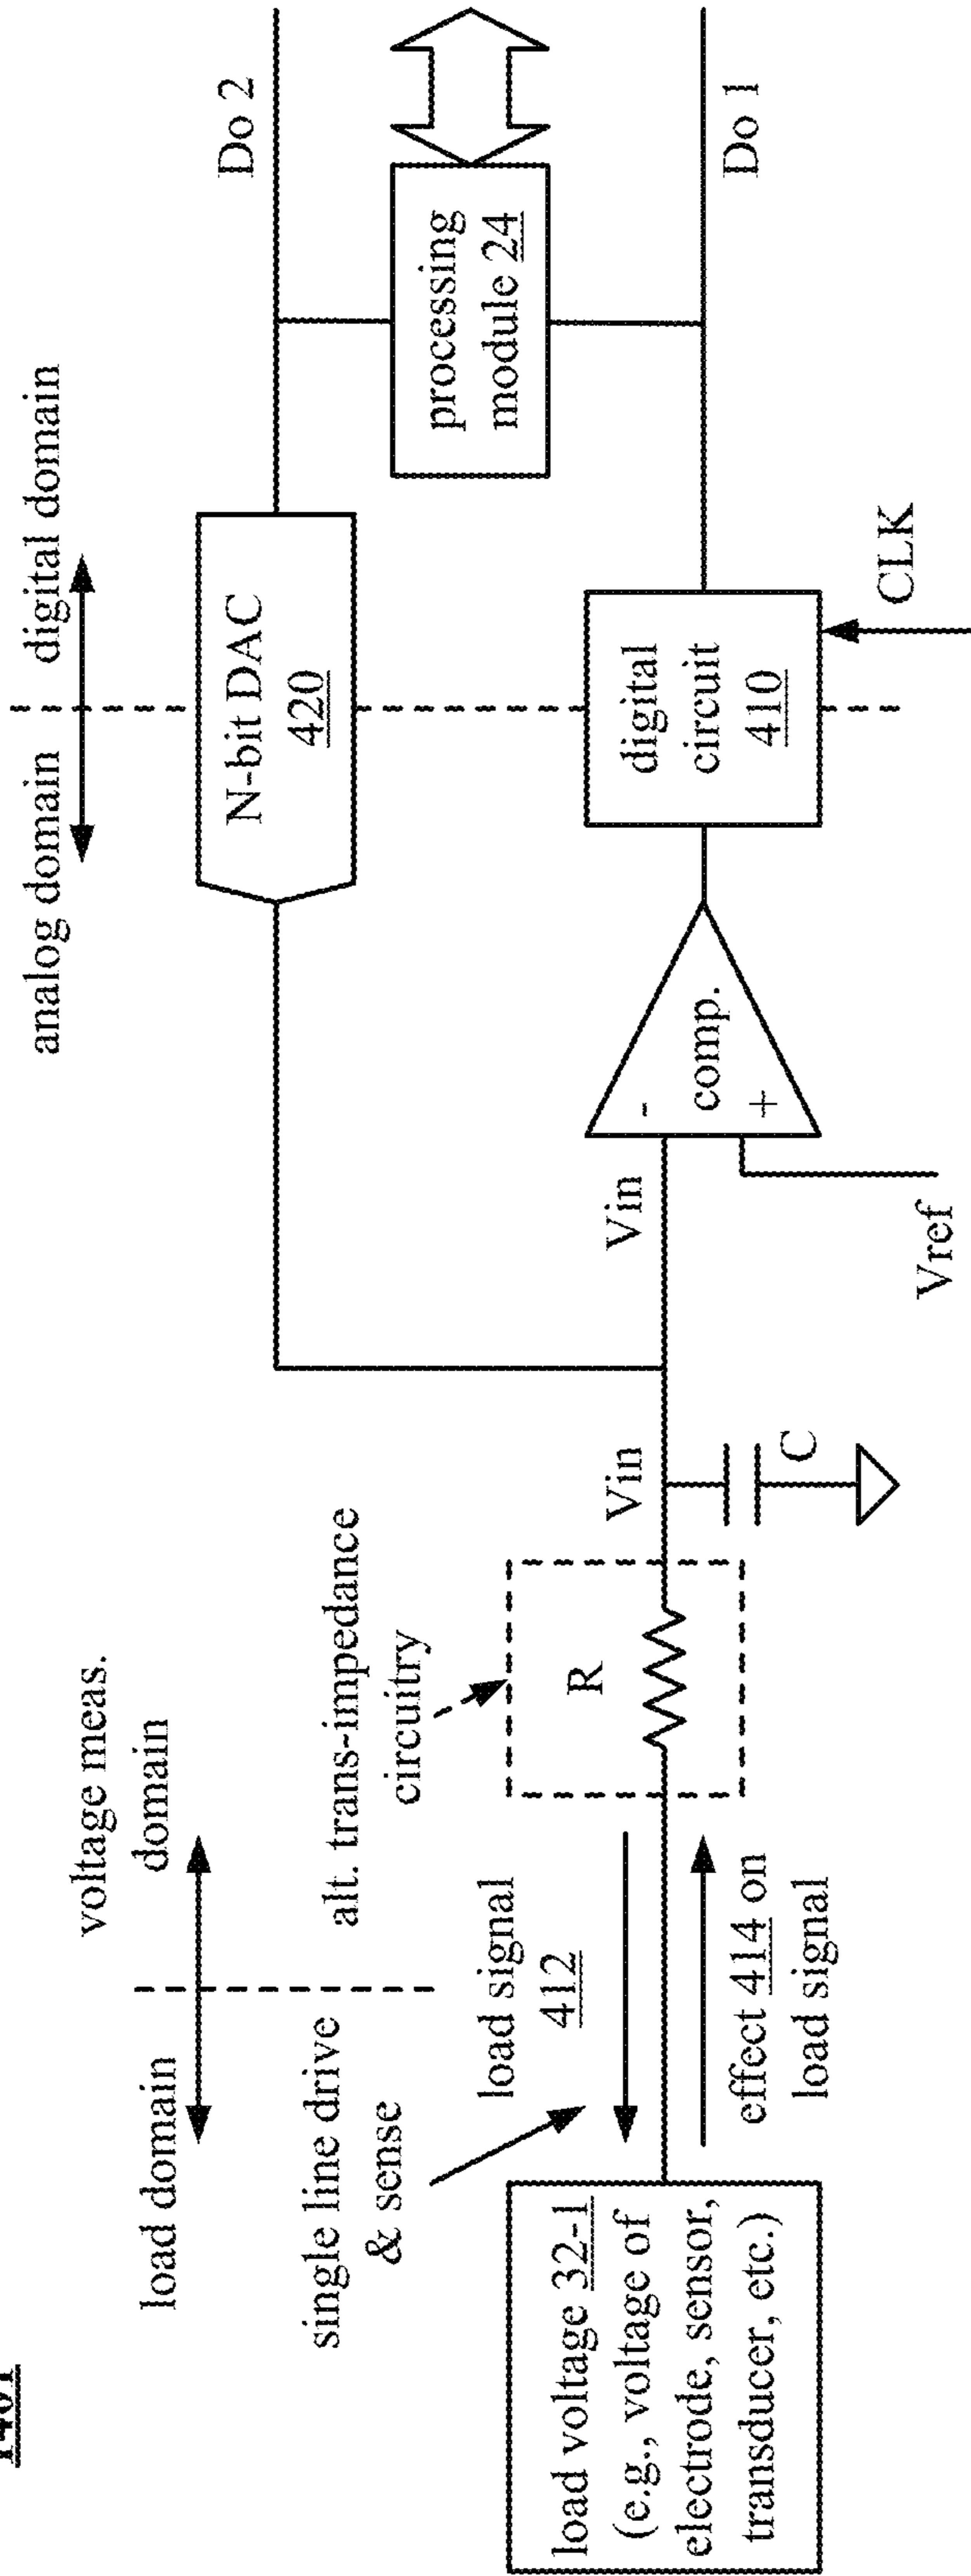 load domain
voltage meas.
domain
analog domain
digital domain
single line drive
& sense
alt. trans-impedance
circuitry
N-bit DAC
420
Do 2
load signal
412
R
Vin
Vin
processing
module 24
load voltage 32-1
(e.g., voltage of
electrode, sensor,
transducer, etc.)
effect 414 on
load signal
C
-
comp.
+
Vref
digital
circuit
410
CLK
Do 1